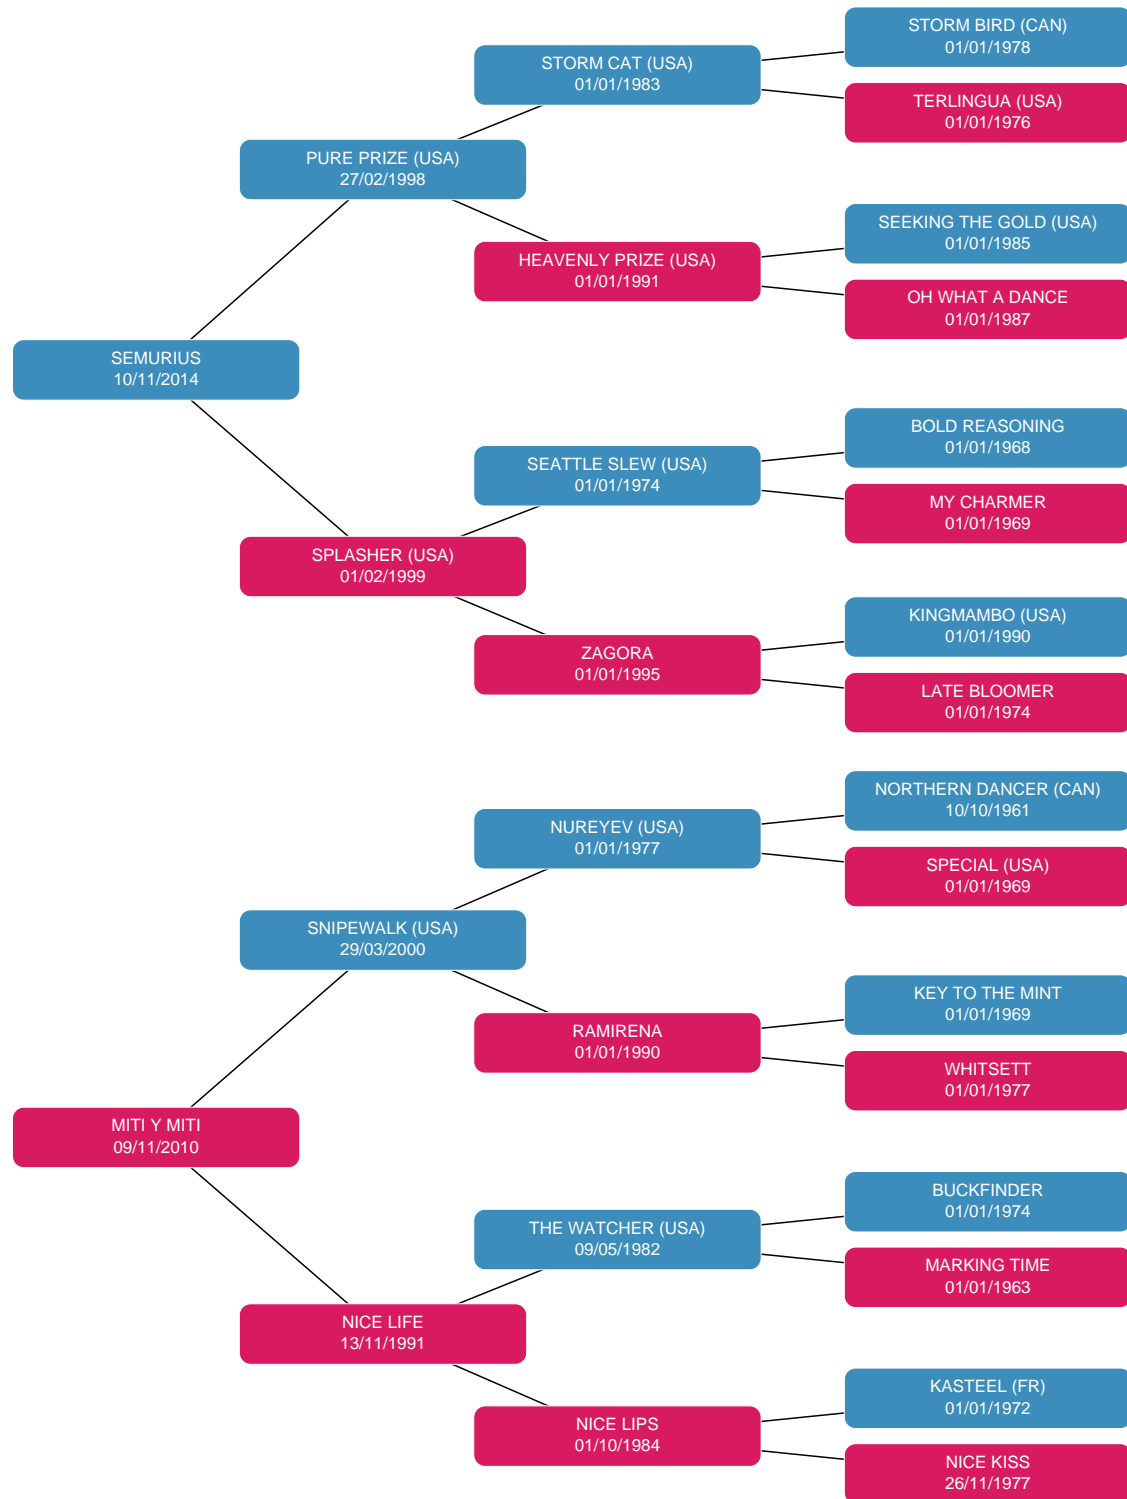 STORM BIRD (CAN)
01/01/1978
STORM CAT (USA)
01/01/1983
TERLINGUA (USA)
01/01/1976
PURE PRIZE (USA)
27/02/1998
SEEKING THE GOLD (USA)
01/01/1985
HEAVENLY PRIZE (USA)
01/01/1991
OH WHAT A DANCE
01/01/1987
SEMURIUS
10/11/2014
BOLD REASONING
01/01/1968
SEATTLE SLEW (USA)
01/01/1974
MY CHARMER
01/01/1969
SPLASHER (USA)
01/02/1999
KINGMAMBO (USA)
01/01/1990
ZAGORA
01/01/1995
LATE BLOOMER
01/01/1974
NORTHERN DANCER (CAN)
10/10/1961
NUREYEV (USA)
01/01/1977
SPECIAL (USA)
01/01/1969
SNIPEWALK (USA)
29/03/2000
KEY TO THE MINT
01/01/1969
RAMIRENA
01/01/1990
WHITSETT
01/01/1977
MITI Y MITI
09/11/2010
BUCKFINDER
01/01/1974
THE WATCHER (USA)
09/05/1982
MARKING TIME
01/01/1963
NICE LIFE
13/11/1991
KASTEEL (FR)
01/01/1972
NICE LIPS
01/10/1984
NICE KISS
26/11/1977